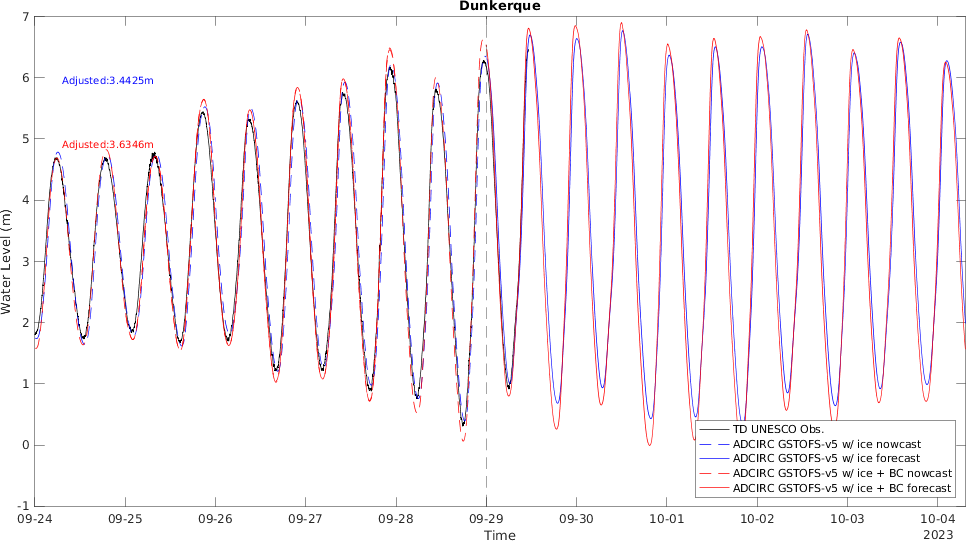 Dunkerque
7
6
5
4
3
2
1
0
-1
Water Level (m)
Adjusted:3.4425m
Adjusted:3.6346m
TD UNESCO Obs.
ADCIRC GSTOFS-v5 w/ ice nowcast
ADCIRC GSTOFS-v5 w/ ice forecast
ADCIRC GSTOFS-v5 w/ ice + BC nowcast
ADCIRC GSTOFS-v5 w/ ice + BC forecast
09-24 09-25 09-26 09-27 09-28 09-29 09-30 10-01 10-02 10-03 10-04
Time
2023